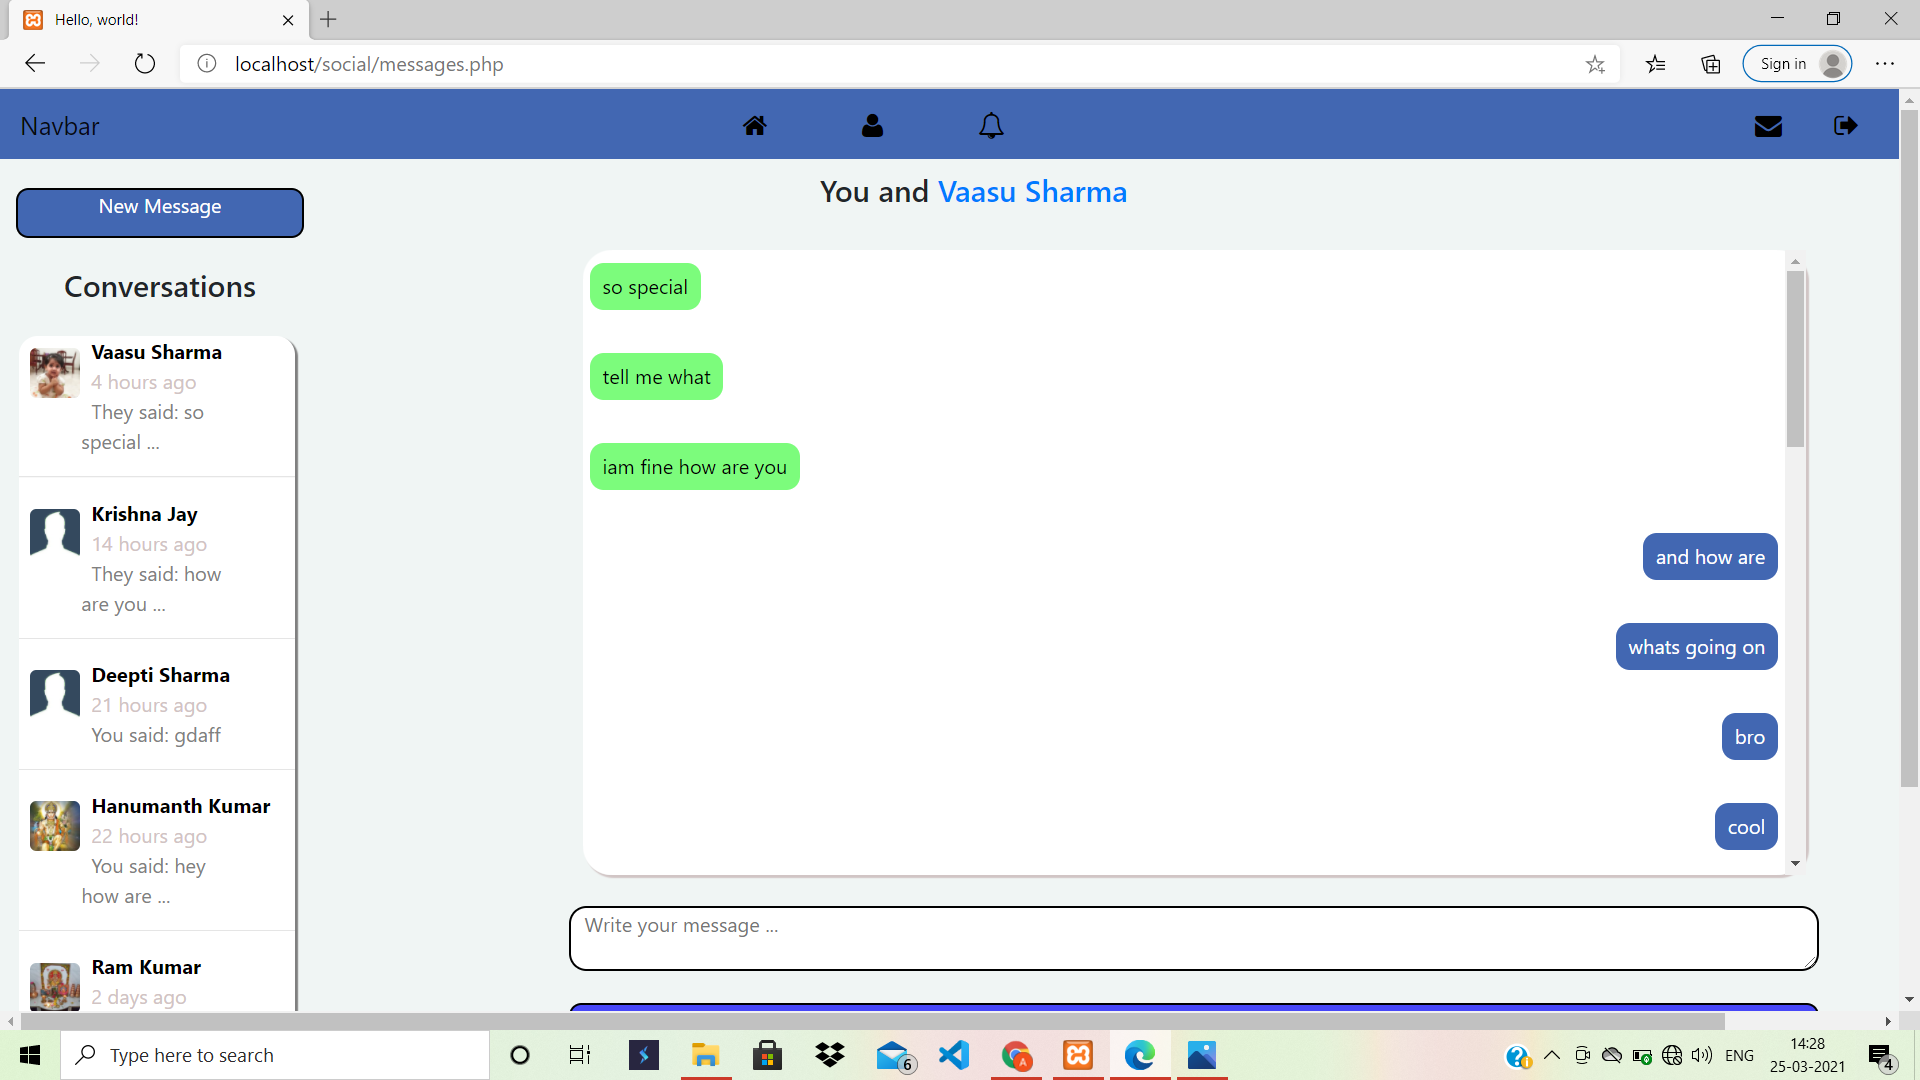 Hello, world!
localhost/social/messages.php
Sign in
Navbar
New Message
You and Vaasu Sharma
Conversations
Vaasu Sharma
4 hours ago
They said: so
special ...
Krishna Jay
14 hours ago
They said: how
are you ...
Deepti Sharma
21 hours ago
You said: gdaff
Hanumanth Kumar
22 hours ago
You said: hey
how are ...
Ram Kumar
2 days ago
so special
tell me what
iam fine how are you
and how are
whats going on
bro
cool
Write your message ...
Type here to search
6
A
ENG
14:28
25-03-2021
4